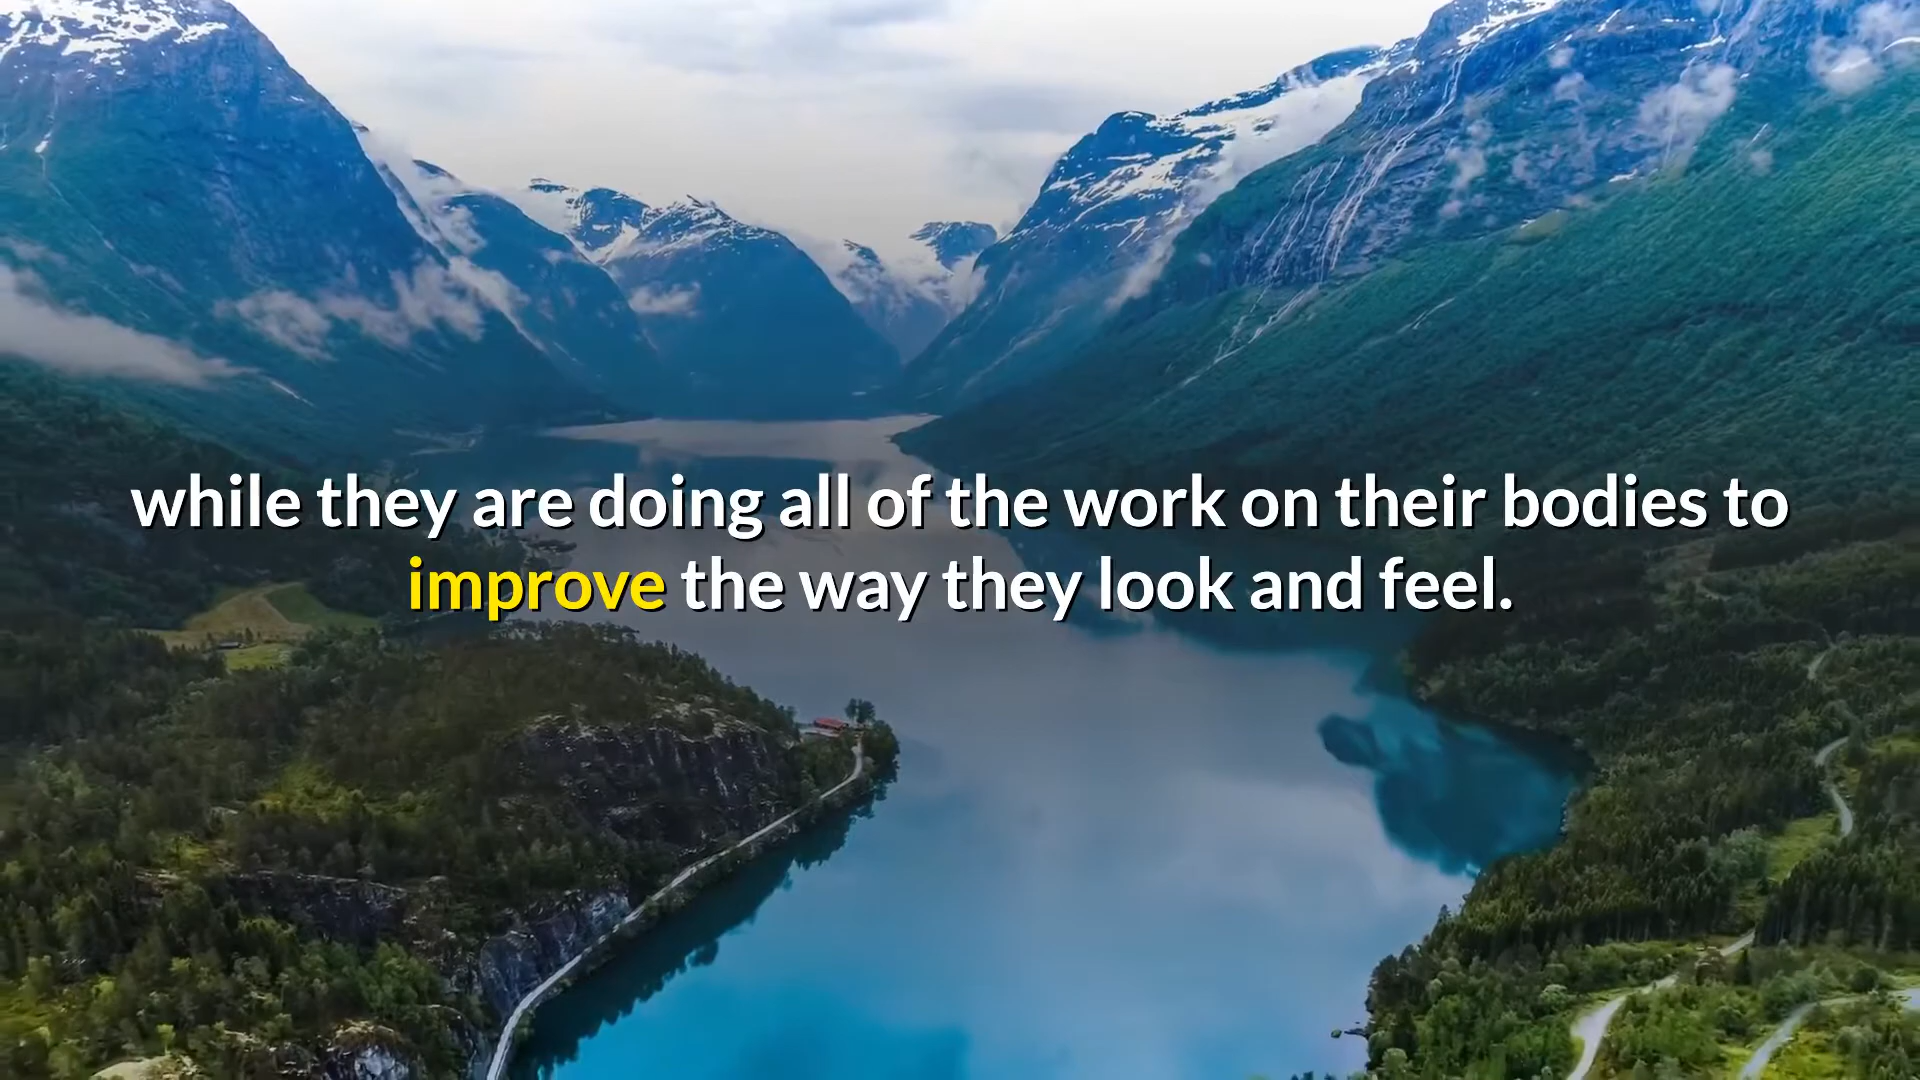 while they are doing all of the work on their bodies to
improve the way they look and feel.